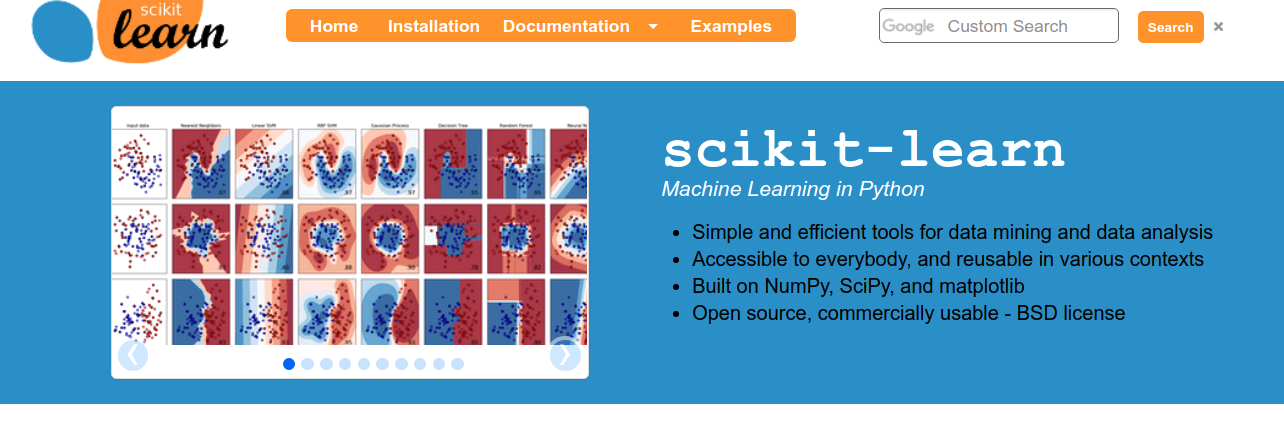 scikit
learn
Home Installation Documentation Examples
Google Custom Search
Search ×
Input data Nearest Neighbors Linear SVM RBF SVM Gaussian Process Decision Tree Random Forest
scikit-learn
Machine Learning in Python
• Simple and efficient tools for data mining and data analysis
• Accessible to everybody, and reusable in various contexts
• Built on NumPy, SciPy, and matplotlib
• Open source, commercially usable - BSD license